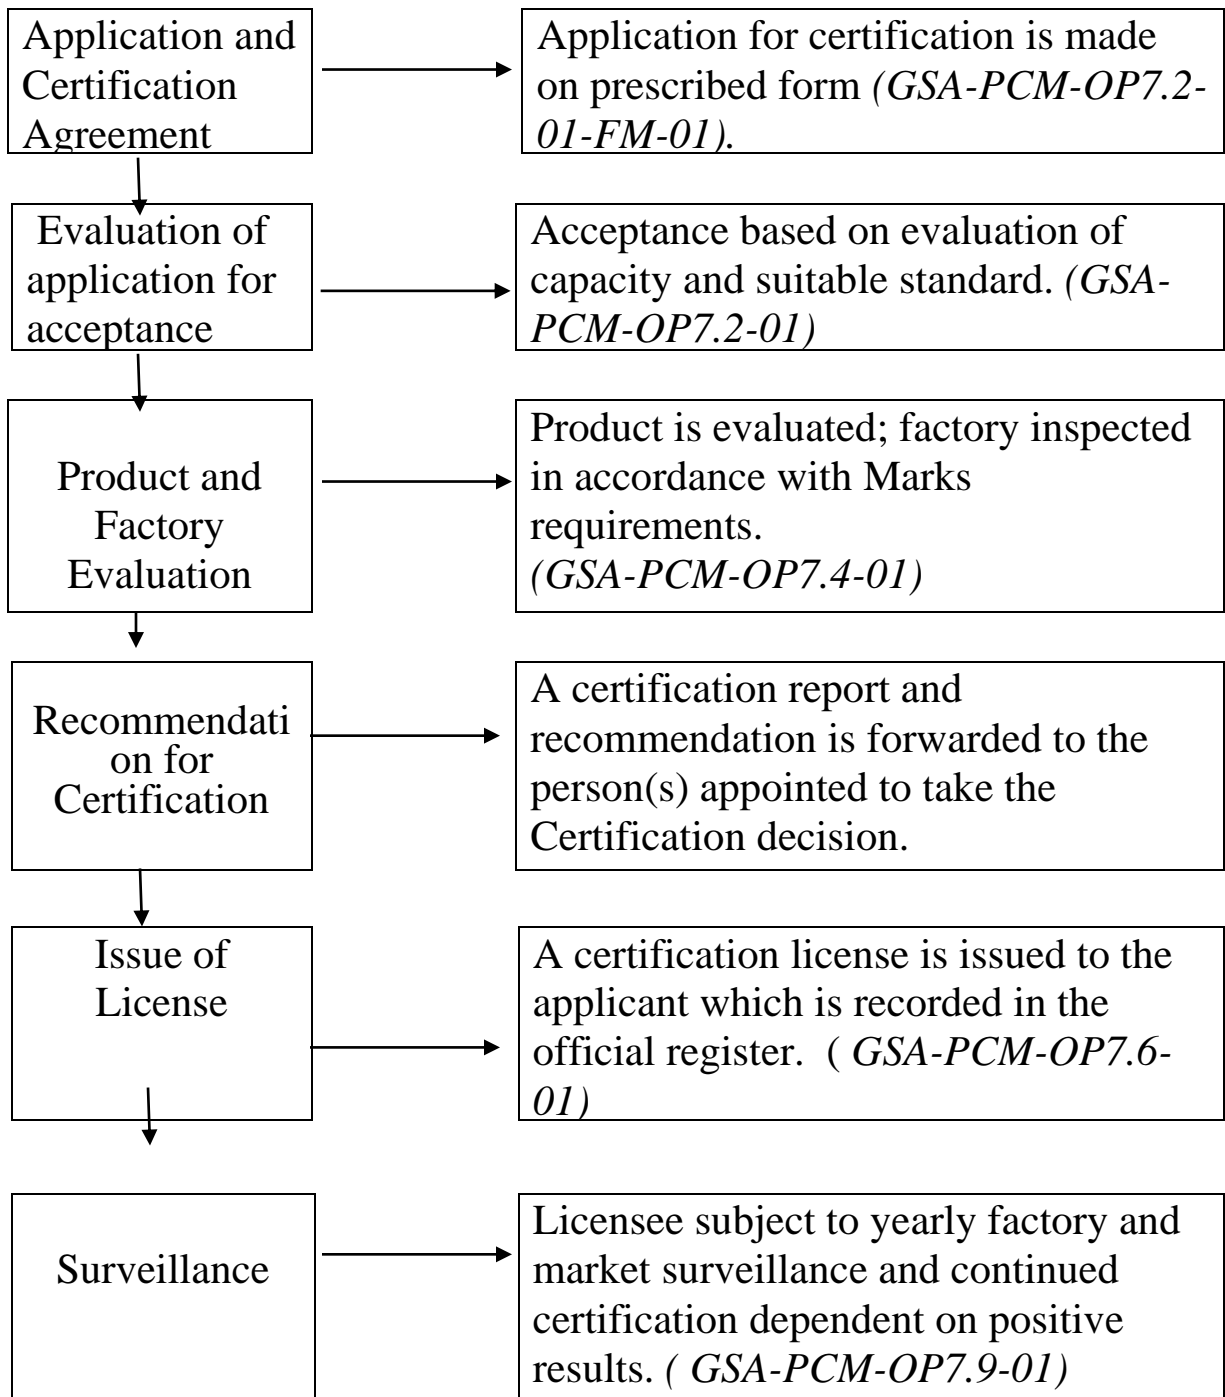 Application and
Certification
Agreement
Application for certification is made
on prescribed form (GSA-PCM-OP7.2-
01-FM-01).
Evaluation of
application for
acceptance
Acceptance based on evaluation of
capacity and suitable standard. (GSA-
PCM-OP7.2-01)
Product and
Factory
Evaluation
Product is evaluated; factory inspected
in accordance with Marks
requirements.
(GSA-PCM-OP7.4-01)
Recommendati
on for
Certification
A certification report and
recommendation is forwarded to the
person(s) appointed to take the
Certification decision.
Issue of
License
A certification license is issued to the
applicant which is recorded in the
official register. ( GSA-PCM-OP7.6-
01)
Surveillance
Licensee subject to yearly factory and
market surveillance and continued
certification dependent on positive
results. ( GSA-PCM-OP7.9-01)